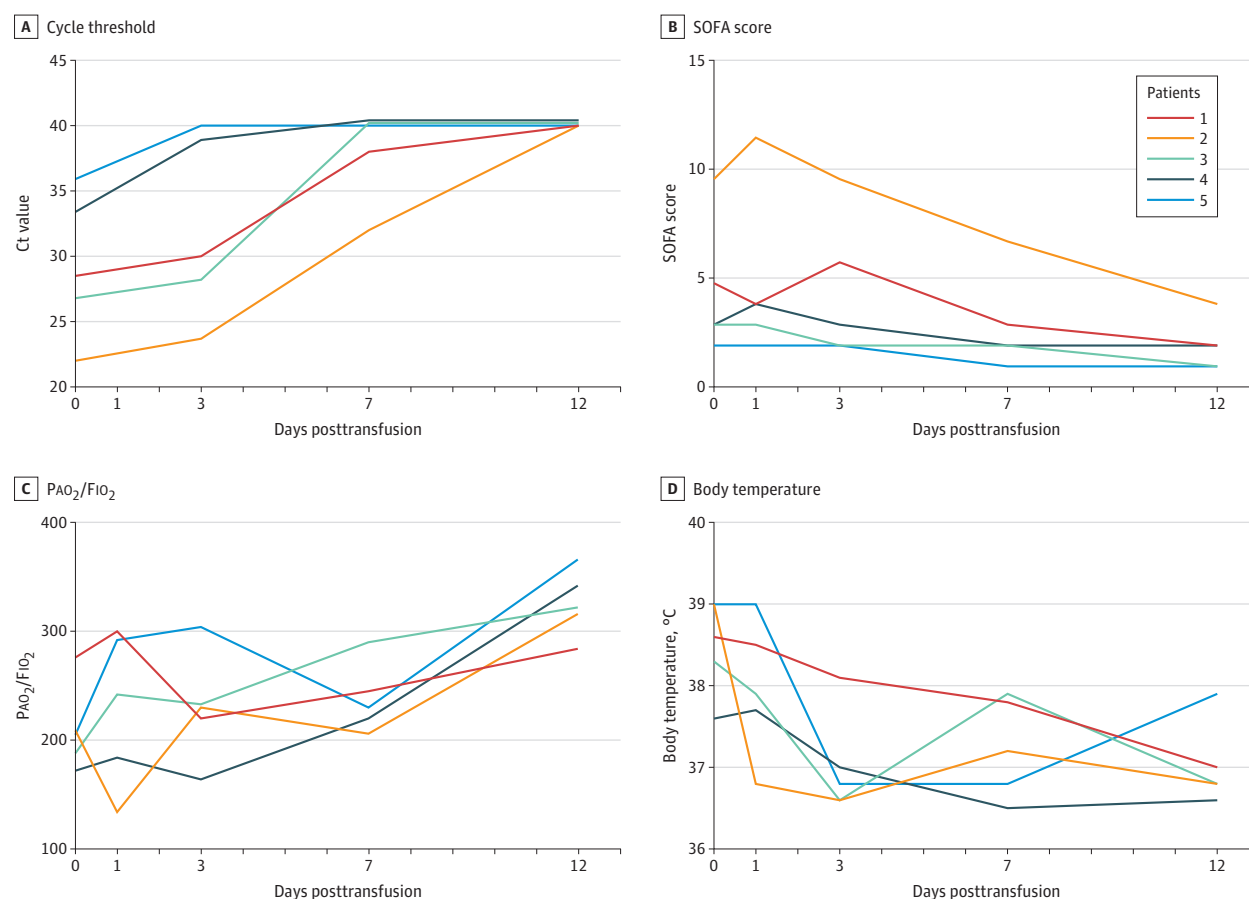 A Cycle threshold
45
40
35
30
25
20
Ct value
0 1 3 7 12
Days posttransfusion
B SOFA score
15
10
5
0
SOFA score
0 1 3 7 12
Days posttransfusion
Patients
1
2
3
4
5
C PAO2/FIO2
400
300
200
100
PAO2/FIO2
0 1 3 7 12
Days posttransfusion
D Body temperature
40
39
38
37
36
Body temperature, °C
0 1 3 7 12
Days posttransfusion